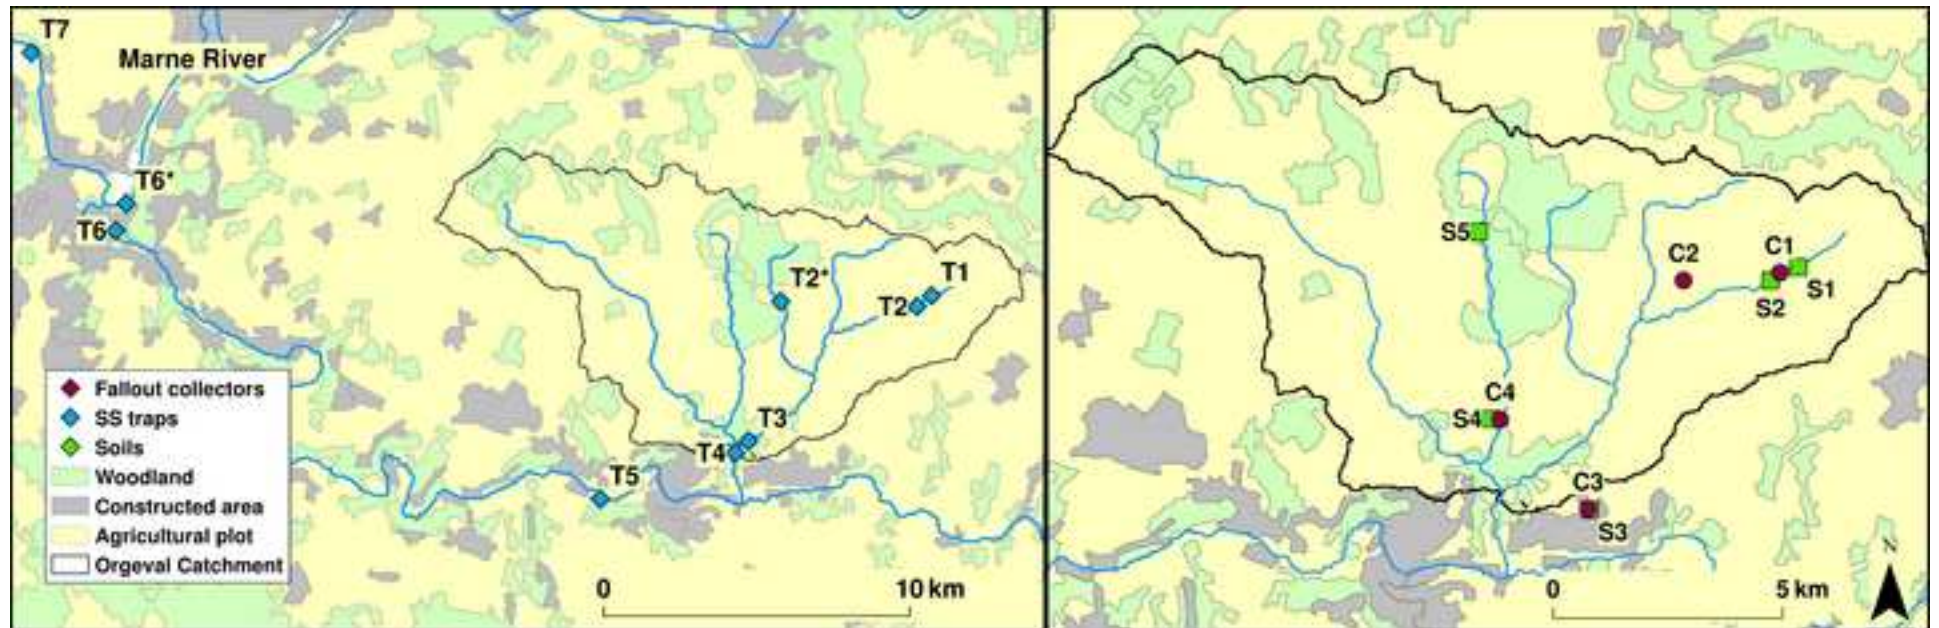 T7
Marne River
T6*
T6
T2*
T1
T2
T3
T4
T5
Fallout collectors
SS traps
Soils
Woodland
Constructed area
Agricultural plot
Orgeval Catchment
0 10 km
S5
C2
C1
S1
S2
C4
S4
C3
S3
N
0 5 km